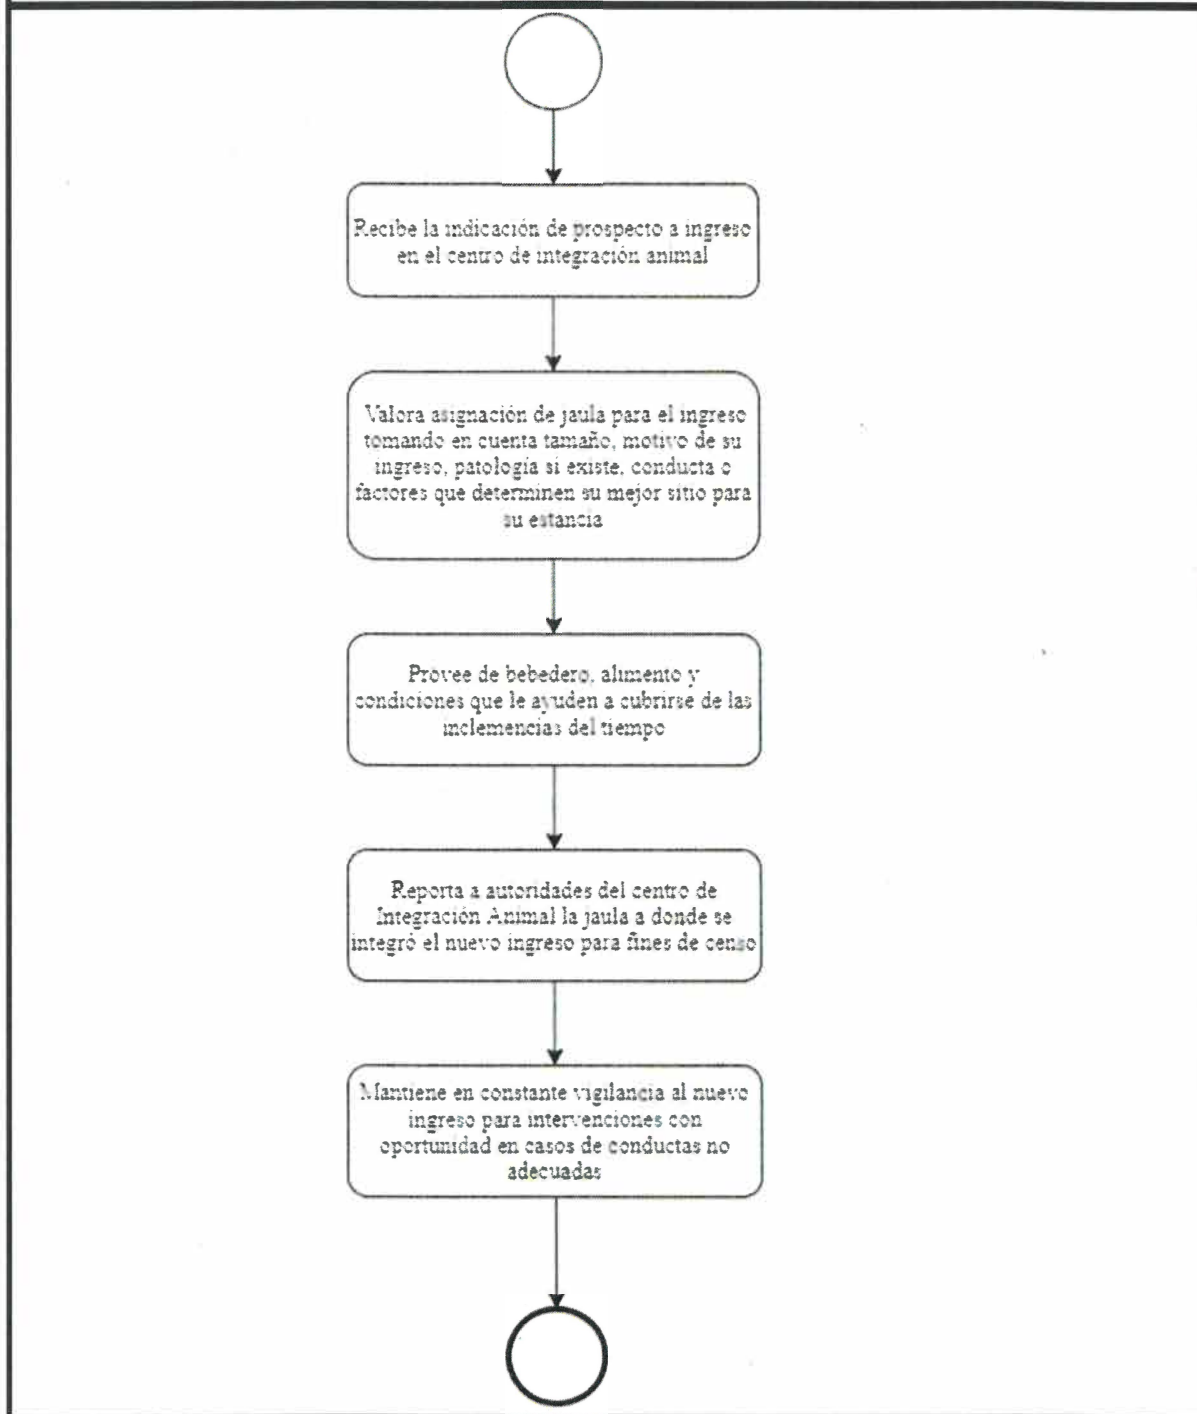 Recibe la indicación de prospecto a ingreso
en el centro de integración animal
Valora asignación de jaula para el ingreso
tomando en cuenta tamaño, motivo de su
ingreso, patología si existe, conducta o
factores que determinen su mejor sitio para
su estancia
Provee de bebedero, alimento y
condiciones que le ayuden a cubrirse de las
inclemencias del tiempo
Reporta a autoridades del centro de
Integración Animal la jaula a donde se
integró el nuevo ingreso para fines de censo
Mantiene en constante vigilancia al nuevo
ingreso para intervenciones con
oportunidad en casos de conductas no
adecuadas